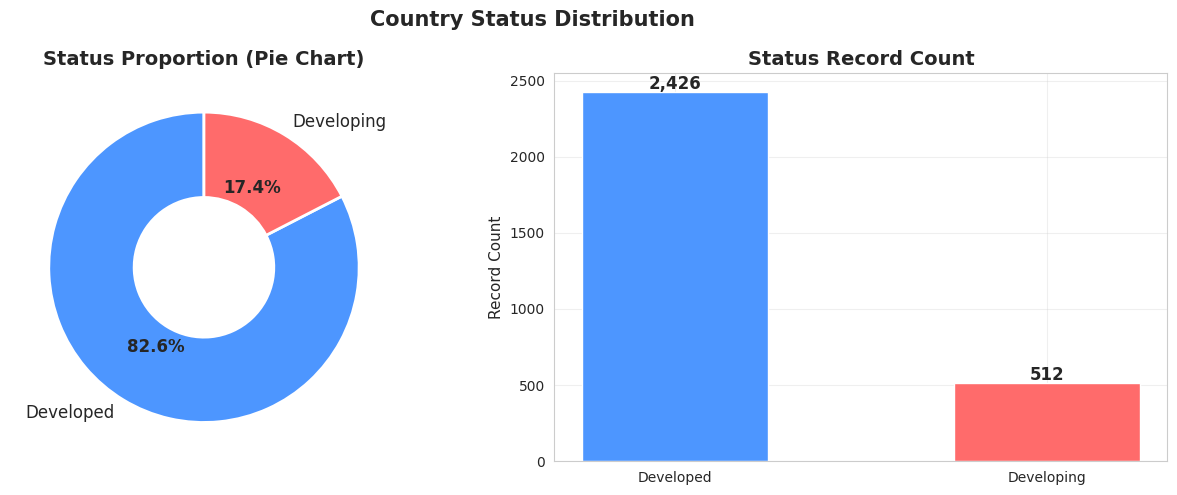 Country Status Distribution
Status Proportion (Pie Chart)
Developing
17.4%
82.6%
Developed
Status Record Count
Record Count
2500
2000
1500
1000
500
0
2,426
512
Developed
Developing